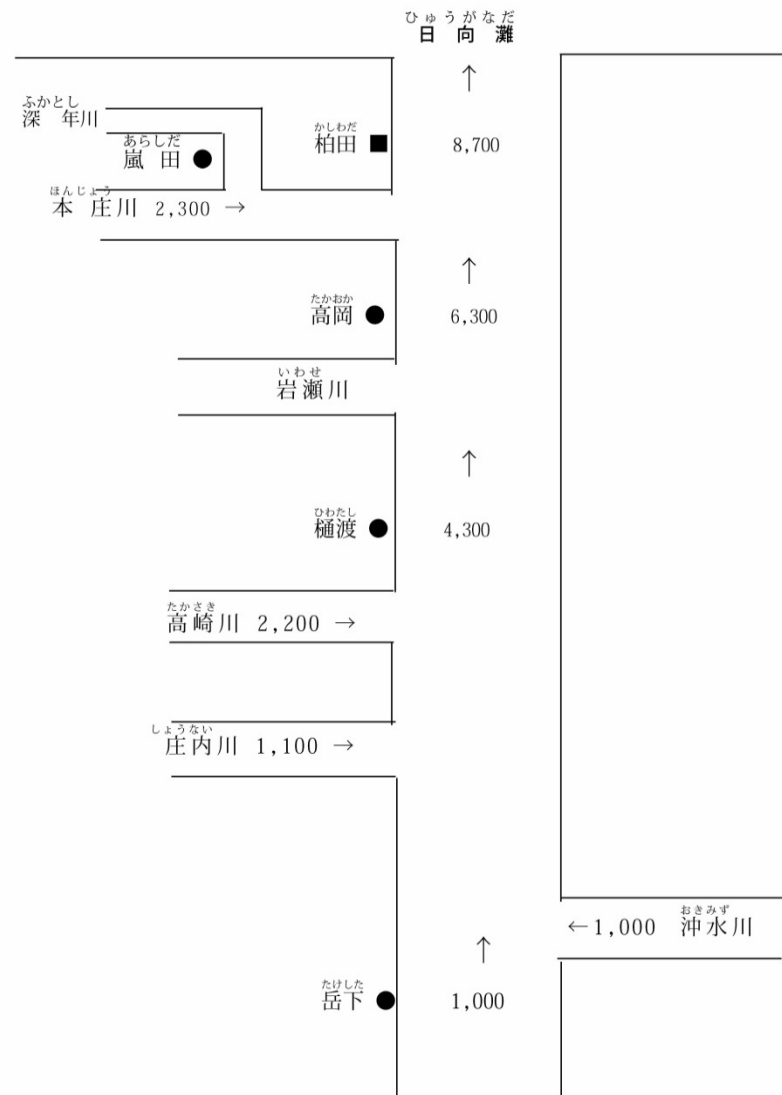 ひゅうがなだ
日向灘
↑
ふかとし
深年川
あらしだ
嵐田 ●
かしわだ
柏田 ■
8,700
ほんじょう
本庄川 2,300 →
↑
たかおか
高岡 ●
6,300
いわせ
岩瀬川
↑
ひわたし
樋渡 ●
4,300
たかさき
高崎川 2,200 →
しょうない
庄内川 1,100 →
おきみず
←1,000 沖水川
↑
たけした
岳下 ●
1,000